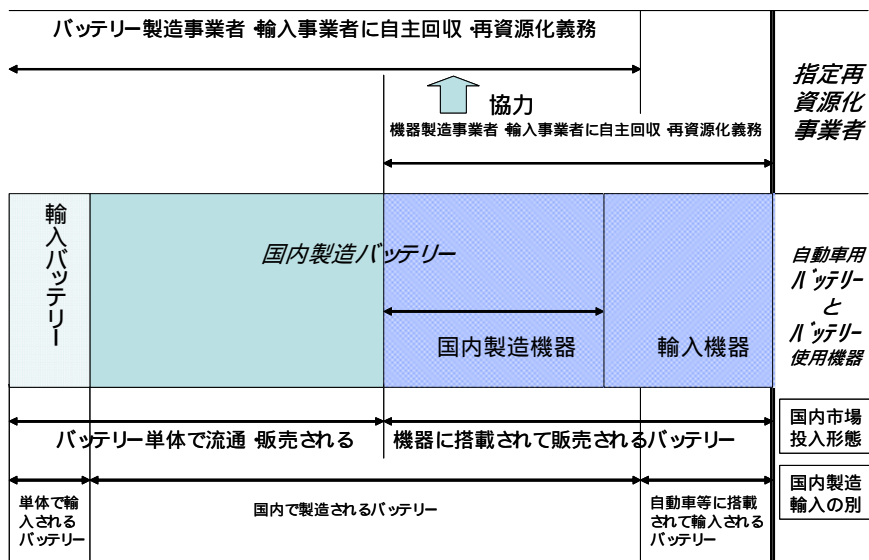 バッテリー製造事業者・輸入事業者に自主回収・再資源化義務
指定再
資源化
事業者
協力
機器製造事業者・輸入事業者に自主回収・再資源化義務
輸入バッテリー
国内製造バッテリー
国内製造機器
輸入機器
自動車用
バッテリー
と
バッテリー
使用機器
バッテリー単体で流通・販売される
機器に搭載されて販売されるバッテリー
国内市場
投入形態
単体で輸
入される
バッテリー
国内で製造されるバッテリー
自動車等に搭載
されて輸入される
バッテリー
国内製造
輸入の別